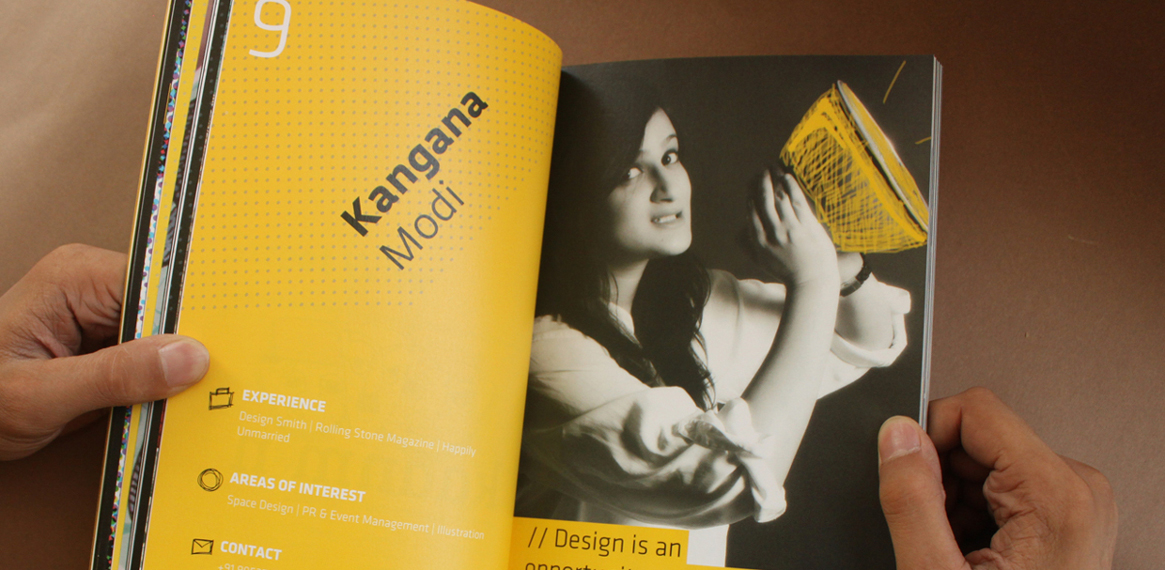 9
Kangana
Modi
EXPERIENCE
Design Smith | Rolling Stone Magazine | Happily
Unmarried
AREAS OF INTEREST
Space Design | PR & Event Management | Illustration
CONTACT
// Design is an